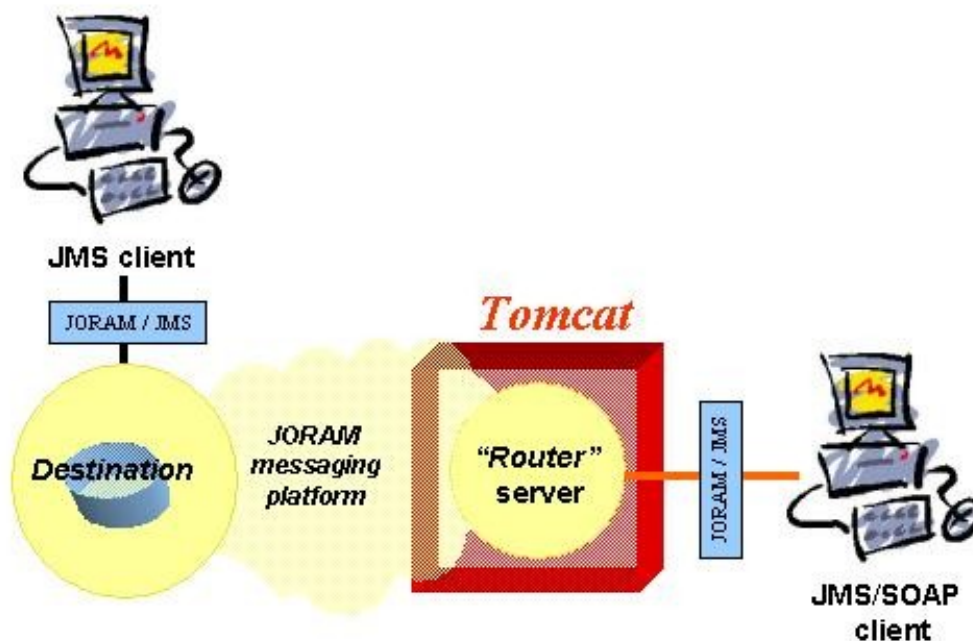 JMS client
JORAM / JMS
Tomcat
Destination
JORAM
messaging
platform
“Router”
server
JORAM / JMS
JMS/SOAP
client